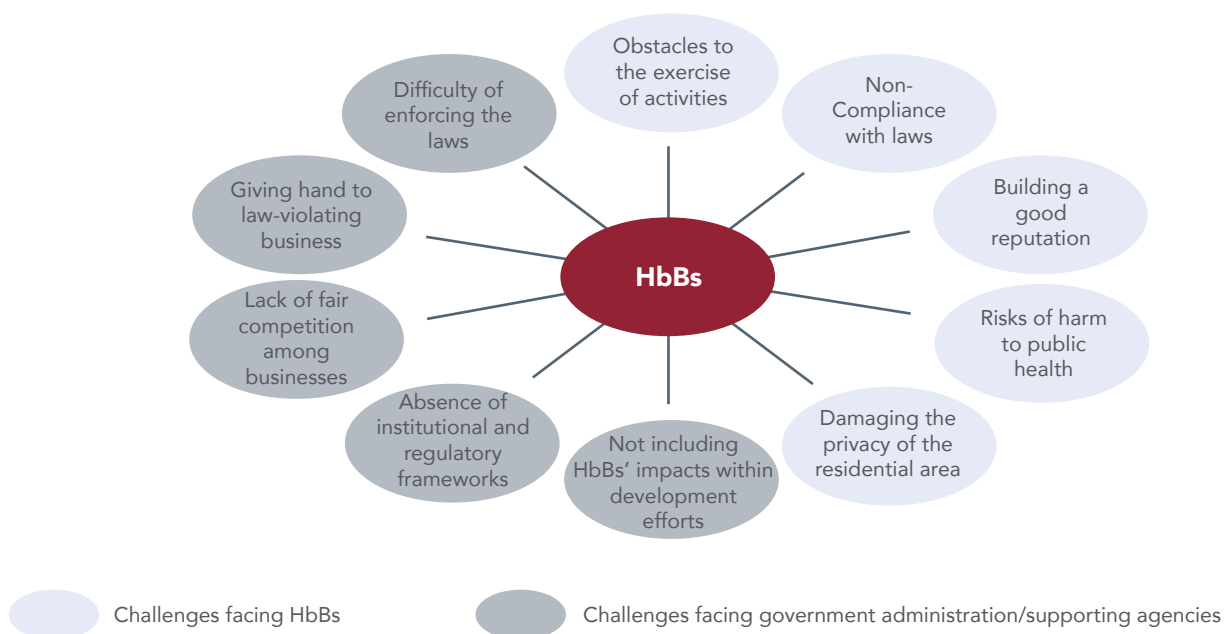 Obstacles to
the exercise
of activities
Non-
Compliance
with laws
Building a
good
reputation
Risks of harm
to public
health
Damaging the
privacy of the
residential area
Not including
HbBs' impacts within
development
efforts
Absence of
institutional and
regulatory
frameworks
Lack of fair
competition
among
businesses
Giving hand to
law-violating
business
Difficulty of
enforcing the
laws
HbBs
Challenges facing HbBs
Challenges facing government administration/supporting agencies